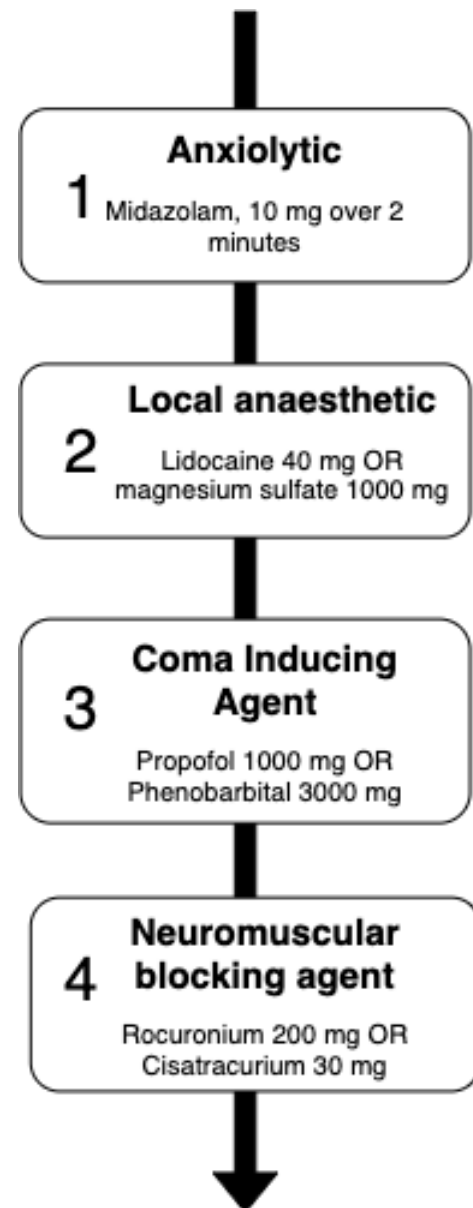 Anxiolytic
1
Midazolam, 10 mg over 2
minutes
Local anaesthetic
2
Lidocaine 40 mg OR
magnesium sulfate 1000 mg
Coma Inducing
Agent
3
Propofol 1000 mg OR
Phenobarbital 3000 mg
Neuromuscular
blocking agent
4
Rocuronium 200 mg OR
Cisatracurium 30 mg